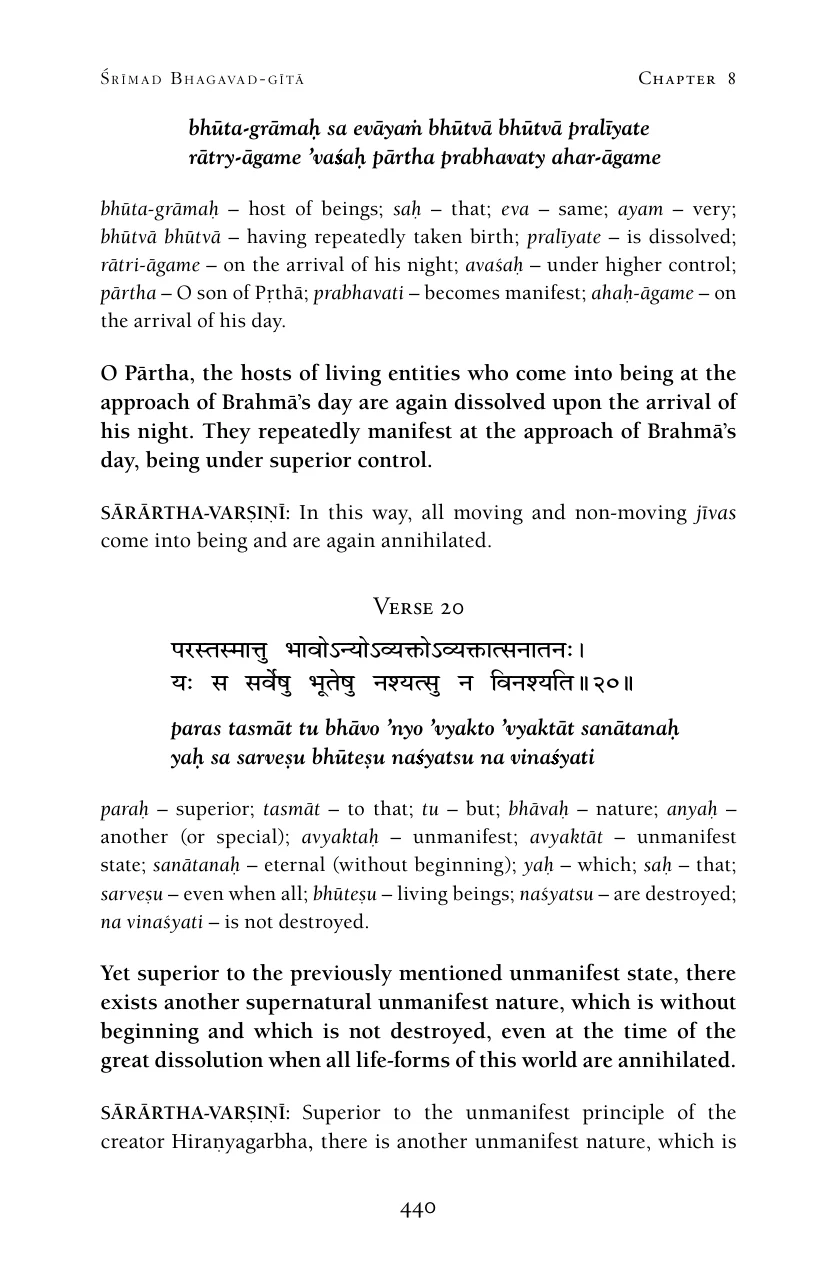 Śrīmad Bhagavad-gītā Chapter 8
bhūta-grāmaḥ sa evāyaṁ bhūtvā bhūtvā pralīyate
rātry-āgame ’vaśaḥ pārtha prabhavaty ahar-āgame
bhūta-grāmaḥ – host of beings; saḥ – that; eva – same; ayam – very;
bhūtvā bhūtvā – having repeatedly taken birth; pralīyate – is dissolved;
rātri-āgame – on the arrival of his night; avaśaḥ – under higher control;
pārtha – O son of Pṛthā; prabhavati – becomes manifest; ahaḥ-āgame – on
the arrival of his day.
O Pārtha, the hosts of living entities who come into being at the
approach of Brahmā’s day are again dissolved upon the arrival of
his night. They repeatedly manifest at the approach of Brahmā’s
day, being under superior control.
SĀRĀRTHA-VARṢIṆĪ: In this way, all moving and non-moving jīvas
come into being and are again annihilated.
Verse 20
परस्तस्मात्तु भावोऽन्योऽव्यक्तोऽव्यक्तात्सनातनः।
यः स सर्वेषु भूतेषु नश्यत्सु न विनश्यति॥२०॥
paras tasmāt tu bhāvo ’nyo ’vyakto ’vyaktāt sanātanaḥ
yaḥ sa sarveṣu bhūteṣu naśyatsu na vinaśyati
paraḥ – superior; tasmāt – to that; tu – but; bhāvaḥ – nature; anyaḥ –
another (or special); avyaktaḥ – unmanifest; avyaktāt – unmanifest
state; sanātanaḥ – eternal (without beginning); yaḥ – which; saḥ – that;
sarveṣu – even when all; bhūteṣu – living beings; naśyatsu – are destroyed;
na vinaśyati – is not destroyed.
Yet superior to the previously mentioned unmanifest state, there
exists another supernatural unmanifest nature, which is without
beginning and which is not destroyed, even at the time of the
great dissolution when all life-forms of this world are annihilated.
SĀRĀRTHA-VARṢIṆĪ: Superior to the unmanifest principle of the
creator Hiraṇyagarbha, there is another unmanifest nature, which is
440